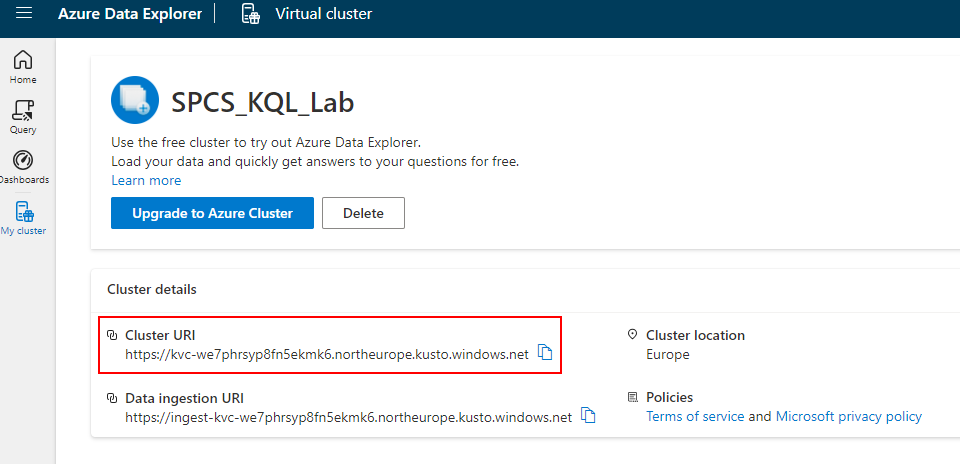 Azure Data Explorer
Virtual cluster
Home
Query
Dashboards
My cluster
SPCS_KQL_Lab
Use the free cluster to try out Azure Data Explorer.
Load your data and quickly get answers to your questions for free.
Learn more
Upgrade to Azure Cluster
Delete
Cluster details
Cluster URI
https://kvc-we7phrsyp8fn5ekmk6.northeurope.kusto.windows.net
Cluster location
Europe
Data ingestion URI
https://ingest-kvc-we7phrsyp8fn5ekmk6.northeurope.kusto.windows.net
Policies
Terms of service and Microsoft privacy policy